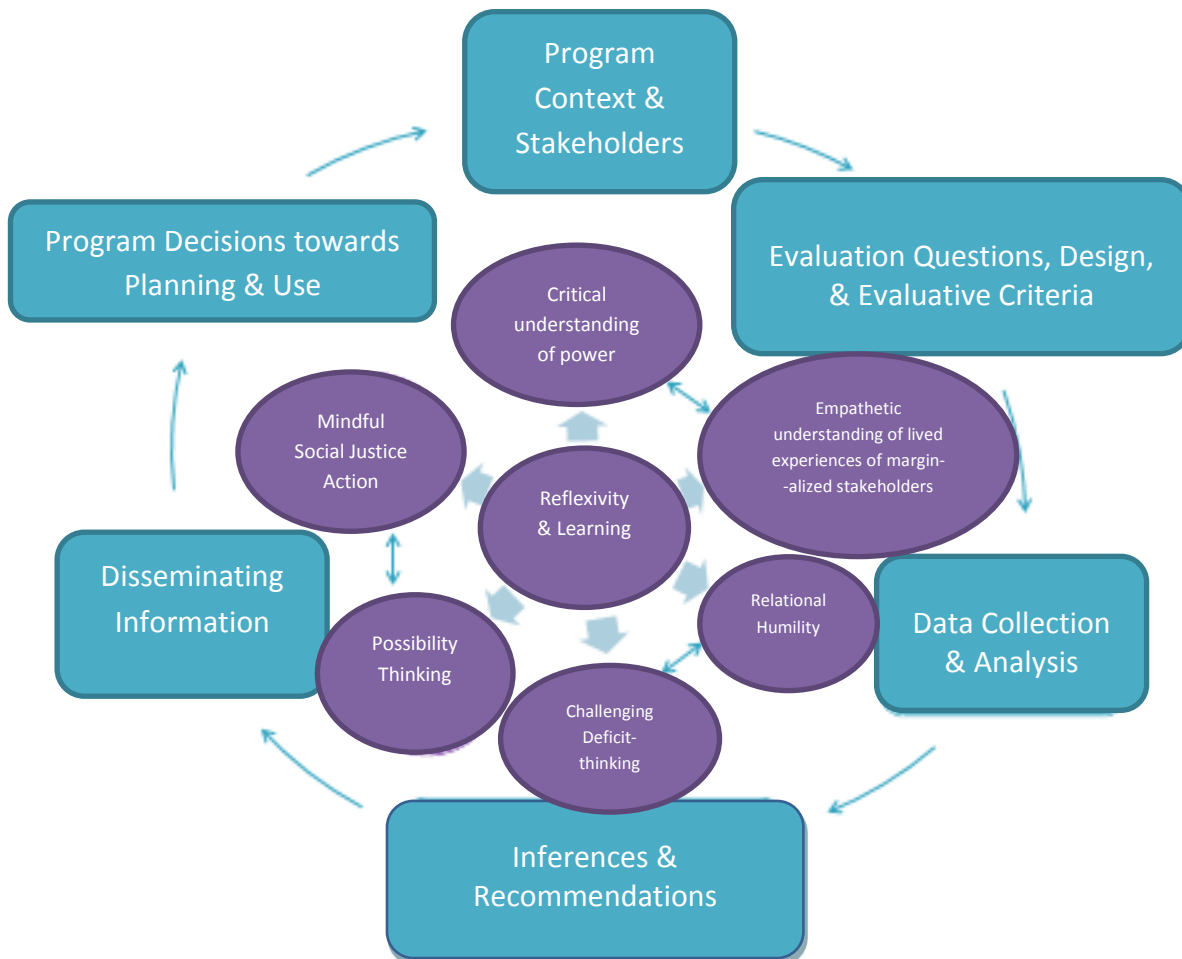 Program
Context &
Stakeholders
Program Decisions towards
Planning & Use
Evaluation Questions, Design,
& Evaluative Criteria
Critical
understanding
of power
Mindful
Social Justice
Action
Empathetic
understanding of lived
experiences of margin-
-alized stakeholders
Reflexivity
& Learning
Disseminating
Information
Relational
Humility
Data Collection
& Analysis
Possibility
Thinking
Challenging
Deficit-
thinking
Inferences &
Recommendations